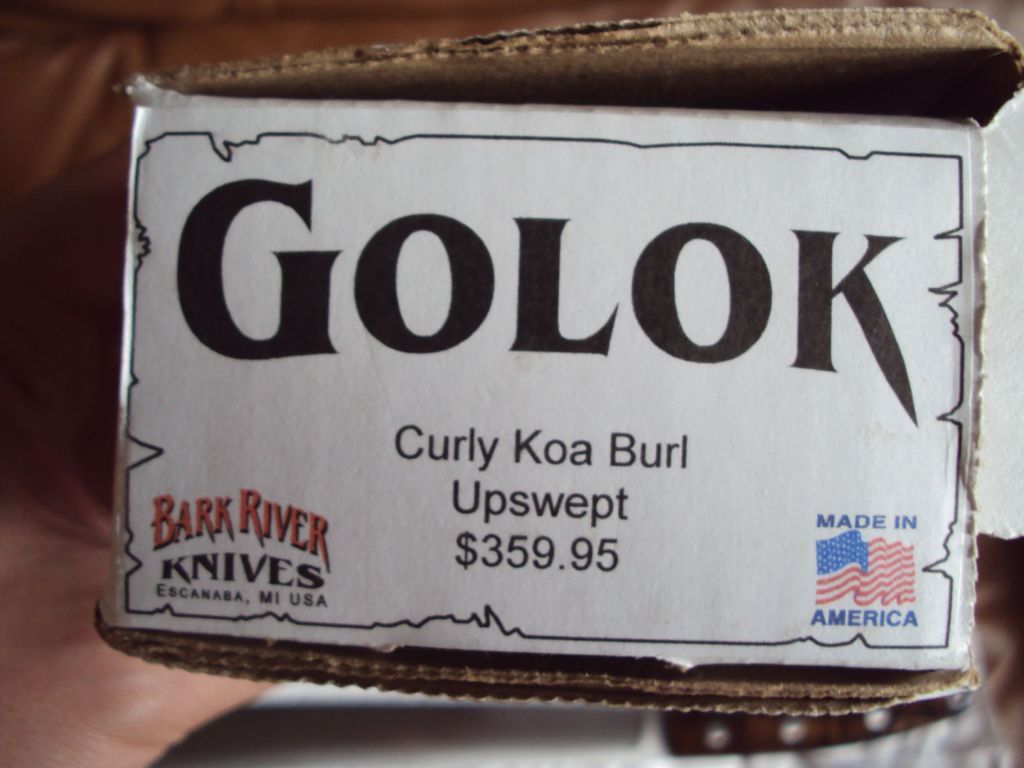 GOLOK
Curly Koa Burl
Upswept
$359.95
BARK RIVER
KNIVES
ESCANABA, MI USA
MADE IN
AMERICA